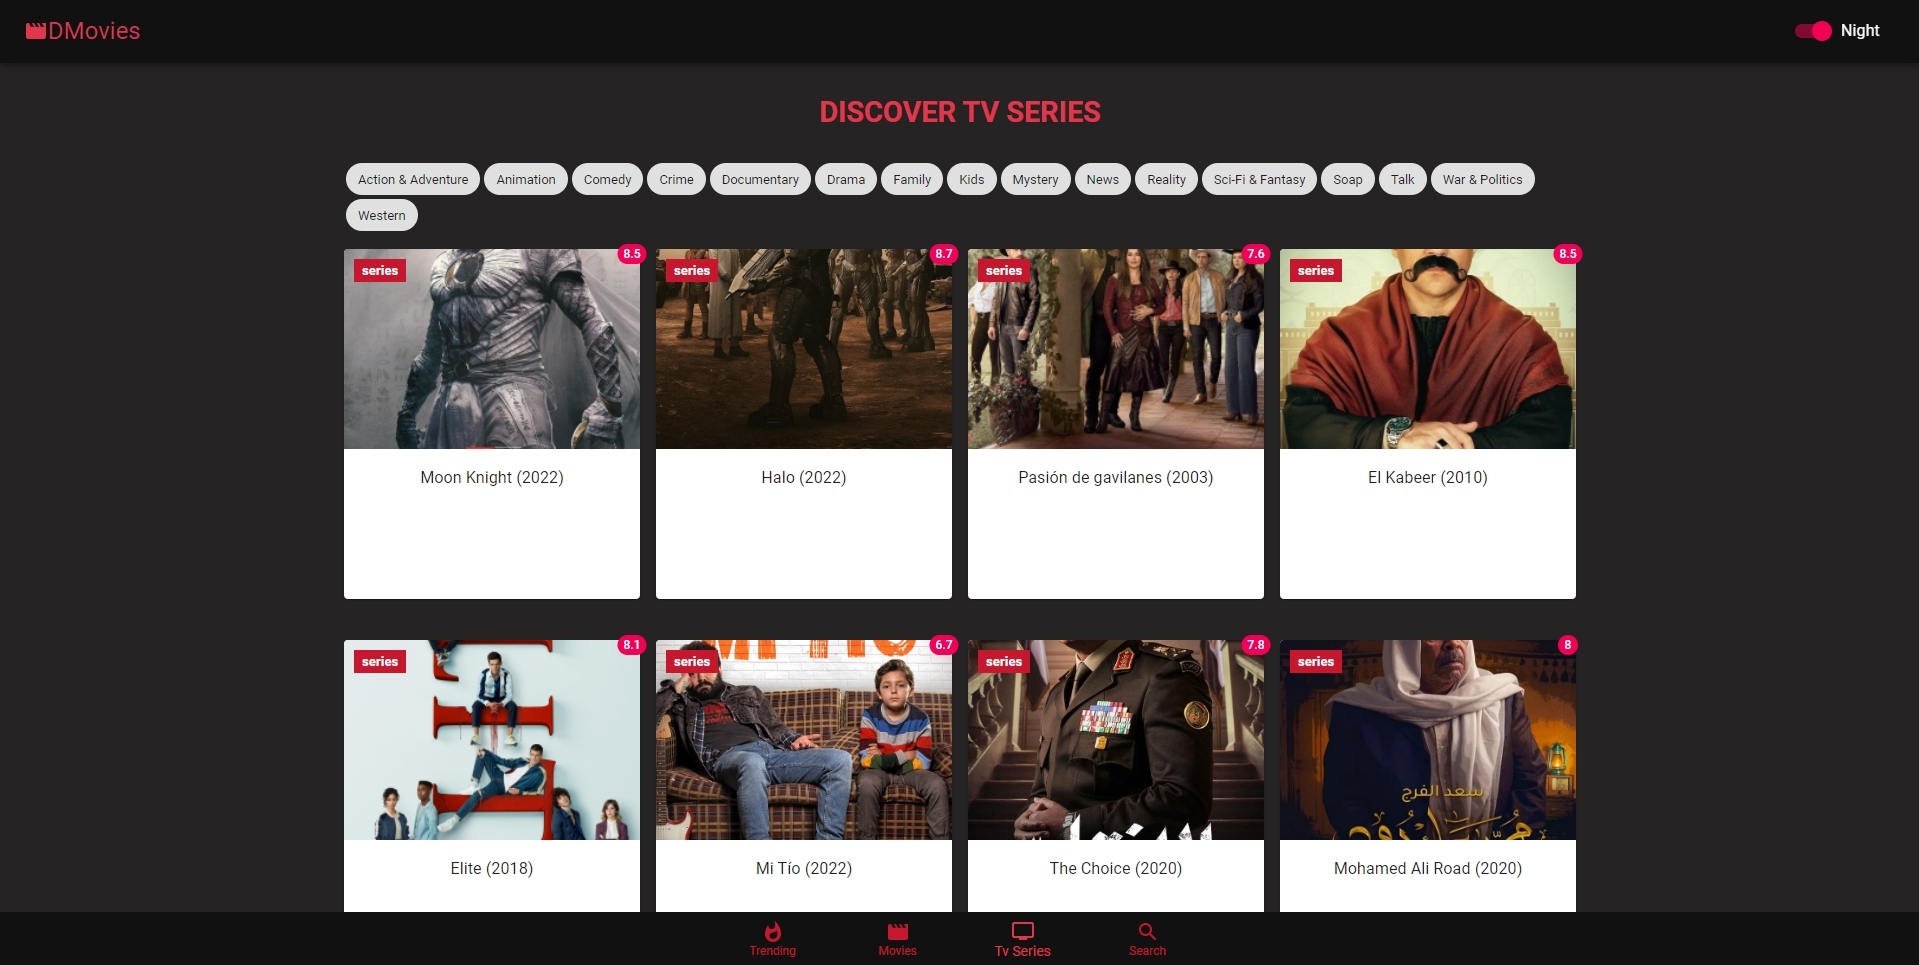 DMovies
Night
DISCOVER TV SERIES
Action & Adventure Animation Comedy Crime Documentary Drama Family Kids Mystery News Reality Sci-Fi & Fantasy Soap Talk War & Politics
Western
8.5 8.7 7.6 8.5
series series series series
Moon Knight (2022) Halo (2022) Pasión de gavilanes (2003) El Kabeer (2010)
8.1 6.7 7.8 8
series series series series
سعد الفرج
Elite (2018) Mi Tío (2022) The Choice (2020) Mohamed Ali Road (2020)
Trending Movies Tv Series Search